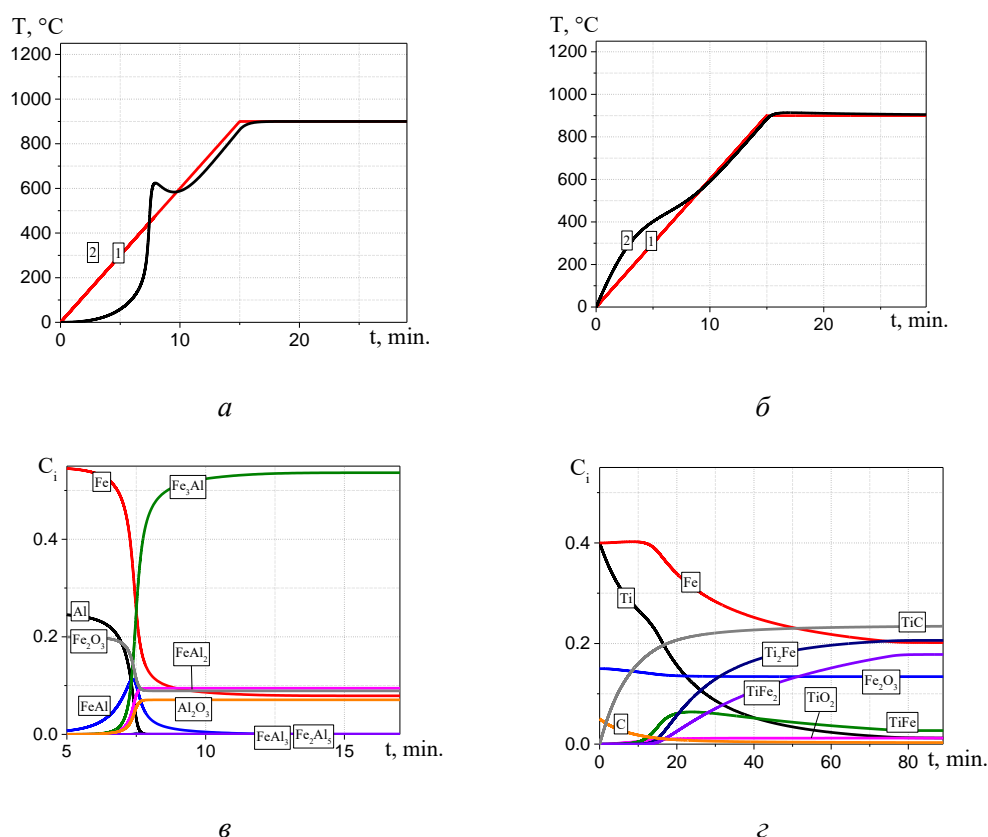 T, °C
1200
1000
800
600
400
200
0
2 1
0 10 20
t, min.
а
T, °C
1200
1000
800
600
400
200
0
2 1
0 10 20
t, min.
б
C_i
0.4
0.2
0.0
Fe
Fe₃Al
Al
Fe₂O₃
FeAl₂
FeAl
Al₂O₃
FeAl₃ Fe₂Al₅
5 10 15
t, min.
в
C_i
0.4
0.2
0.0
Fe
Ti
TiC
Ti₂Fe
TiFe₂
Fe₂O₃
TiO₂
C
TiFe
0 20 40 60 80
t, min.
г